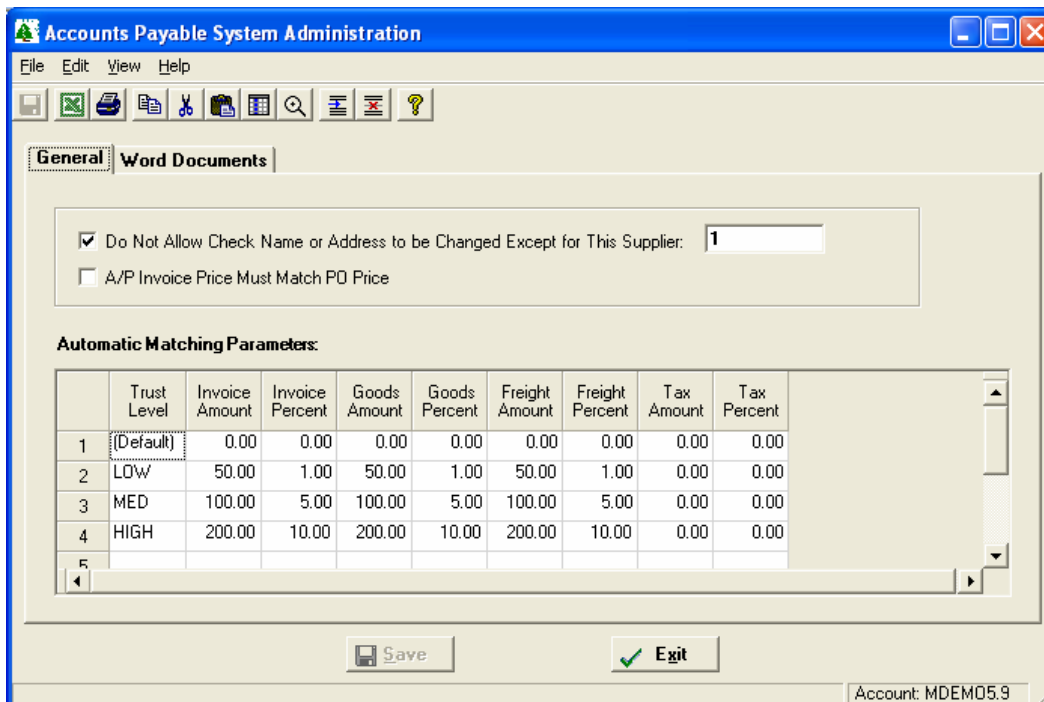 Accounts Payable System Administration
File Edit View Help
General Word Documents
Do Not Allow Check Name or Address to be Changed Except for This Supplier: 1
A/P Invoice Price Must Match PO Price
Automatic Matching Parameters:
Trust Level Invoice Amount Invoice Percent Goods Amount Goods Percent Freight Amount Freight Percent Tax Amount Tax Percent
1 (Default) 0.00 0.00 0.00 0.00 0.00 0.00 0.00 0.00
2 LOW 50.00 1.00 50.00 1.00 50.00 1.00 0.00 0.00
3 MED 100.00 5.00 100.00 5.00 100.00 5.00 0.00 0.00
4 HIGH 200.00 10.00 200.00 10.00 200.00 10.00 0.00 0.00
5
Save Exit
Account: MDEMO5.9